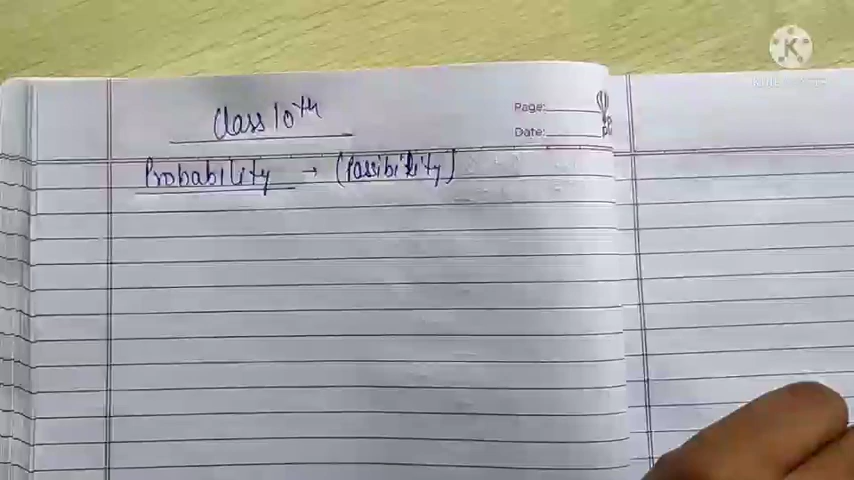 Class 10th
Page:
Date:
Probability → (Possibility)
K